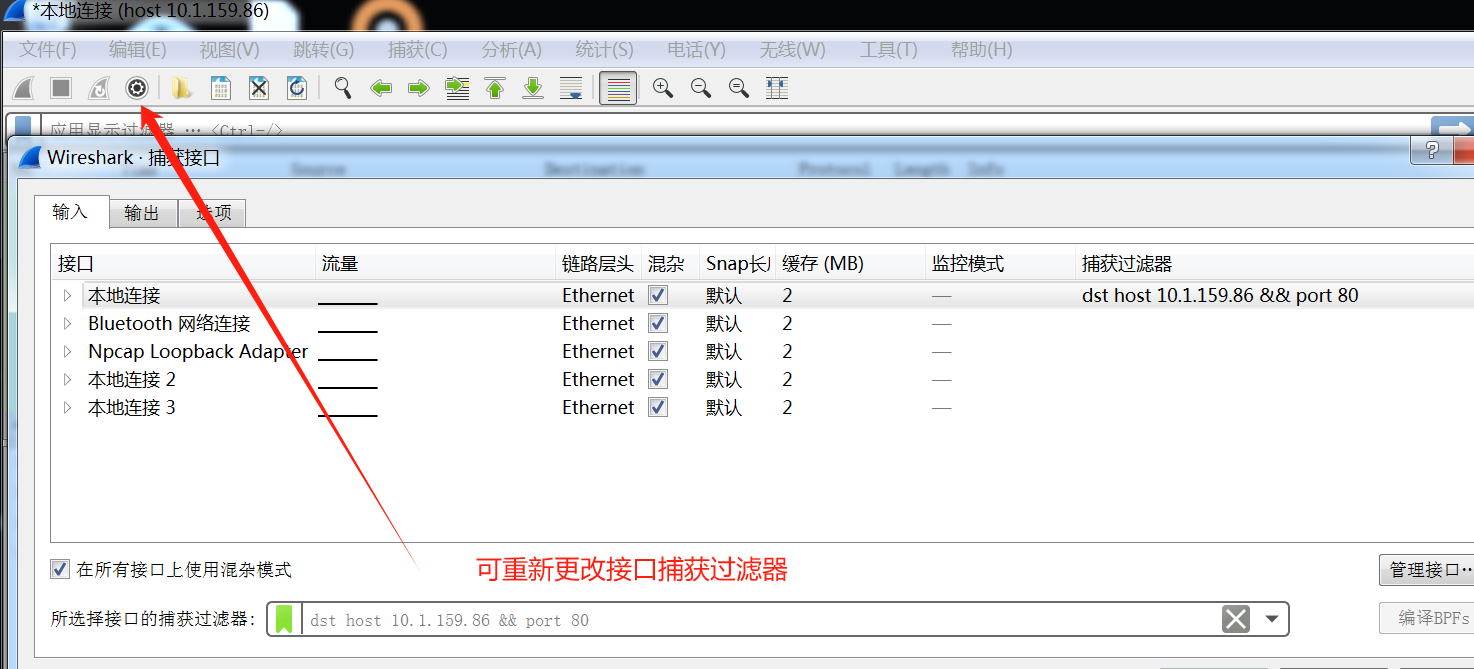 *本地连接 (host 10.1.159.86)
文件(F) 编辑(E) 视图(V) 跳转(G) 捕获(C) 分析(A) 统计(S) 电话(Y) 无线(W) 工具(T) 帮助(H)
应用显示过滤器 … <Ctrl-/>
Wireshark · 捕获接口
Time Source Destination Protocol Length Info
输入 输出 选项
接口 流量 链路层头 混杂 Snap长 缓存 (MB) 监控模式 捕获过滤器
本地连接 Ethernet 默认 2 — dst host 10.1.159.86 && port 80
Bluetooth 网络连接 Ethernet 默认 2 —
Npcap Loopback Adapter Ethernet 默认 2 —
本地连接 2 Ethernet 默认 2 —
本地连接 3 Ethernet 默认 2 —
可重新更改接口捕获过滤器
在所有接口上使用混杂模式 管理接口…
所选择接口的捕获过滤器: dst host 10.1.159.86 && port 80 编译BPFs